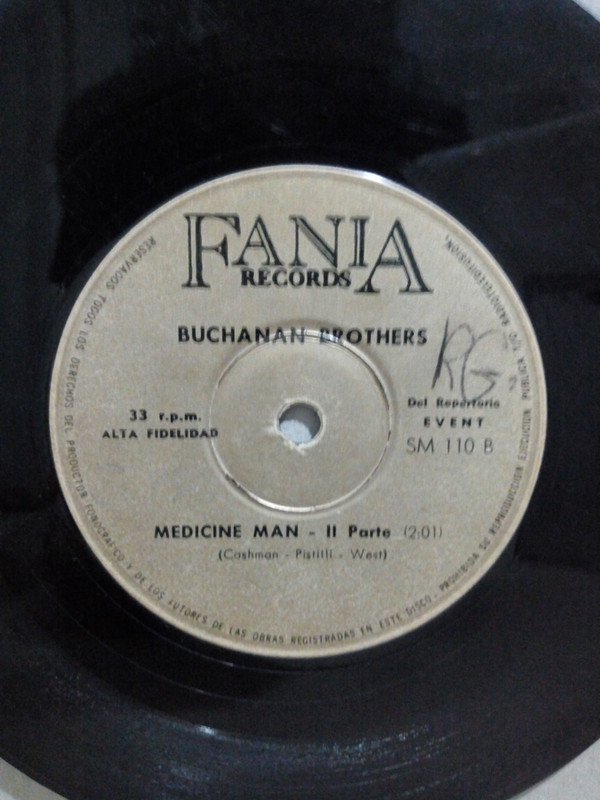 FANIA
RECORDS
BUCHANAN BROTHERS
RG
33 r.p.m.
ALTA FIDELIDAD
Del Repertorio
EVENT
SM 110 B
MEDICINE MAN - II Parte (2:01)
(Cashman - Pistilli - West)
RESERVADOS TODOS LOS DERECHOS DEL PRODUCTOR FONOGRAFICO Y DE LOS AUTORES DE LAS OBRAS REGISTRADAS EN ESTE DISCO. PROHIBIDA SU REPRODUCCION EJECUCION PUBLICA Y/O RADIOTELEDIFUSION.